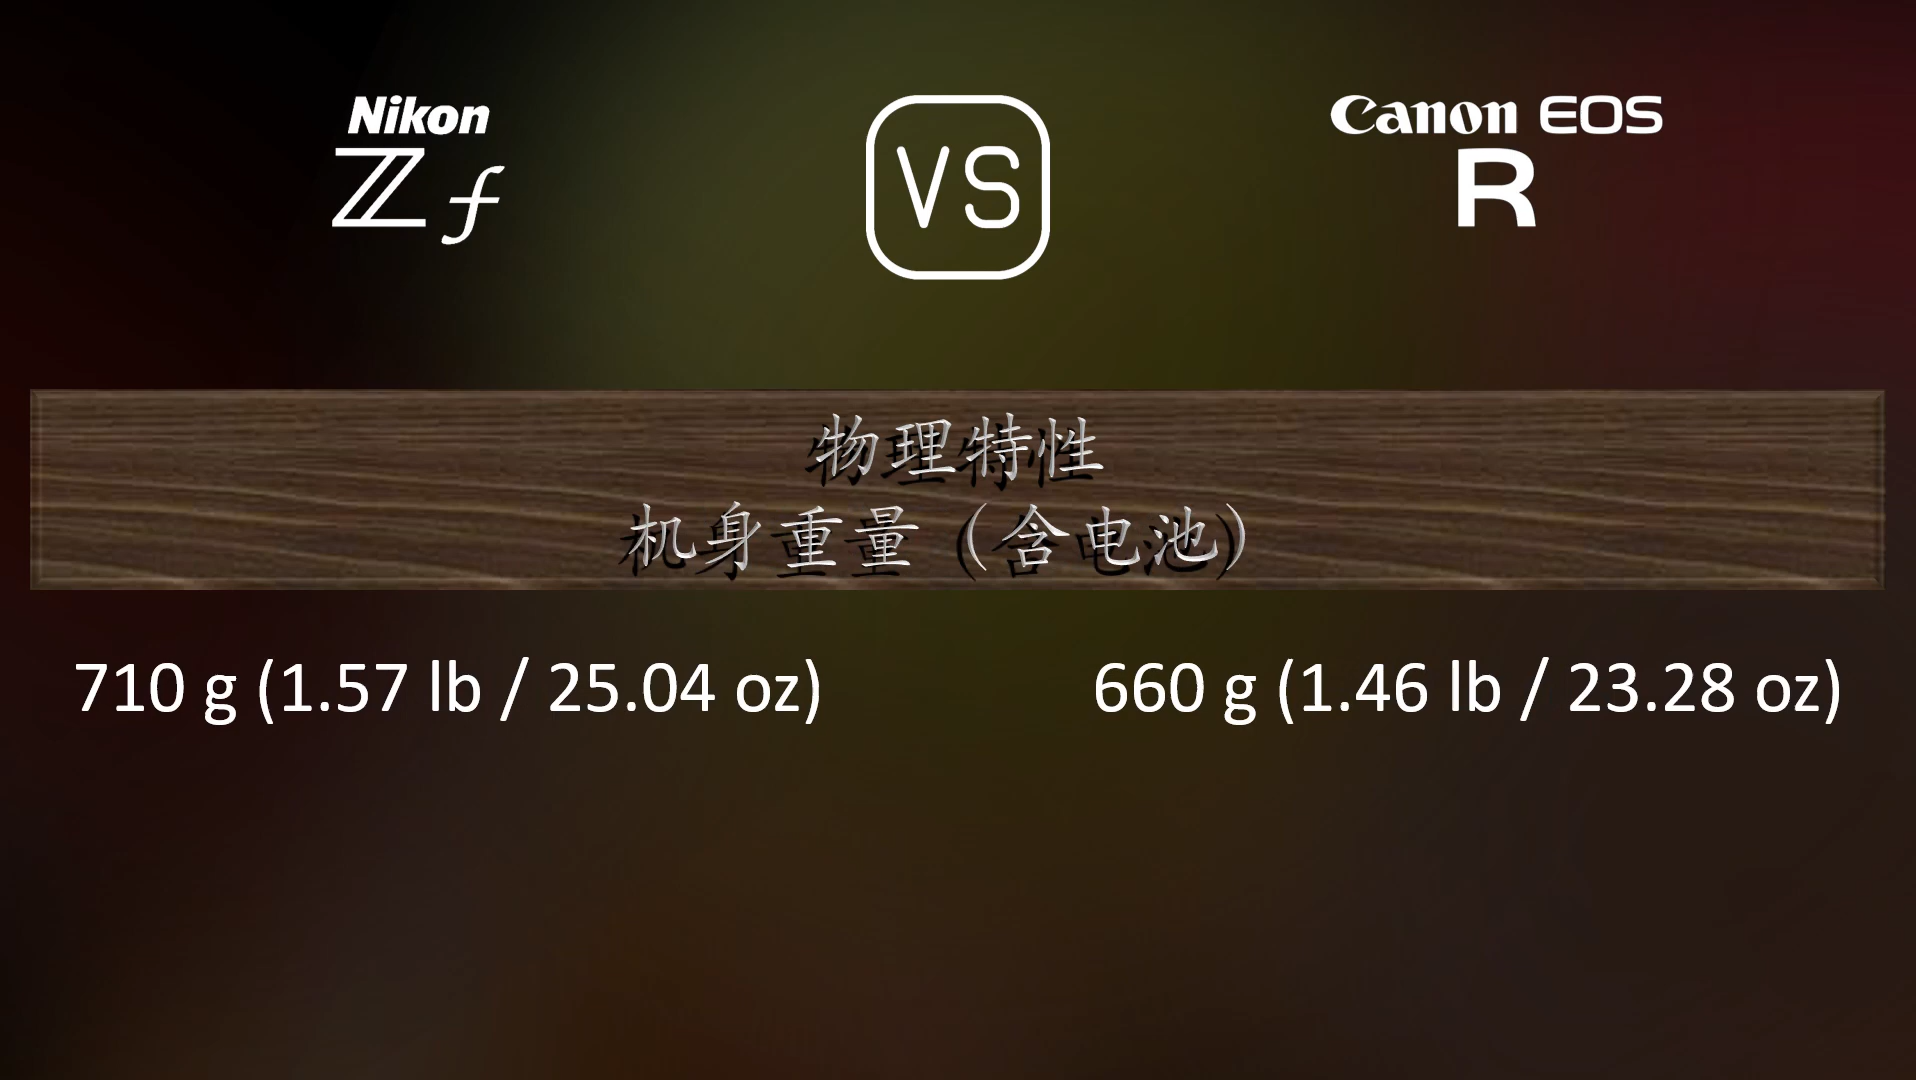 Nikon
Z f
VS
Canon EOS
R
物理特性
机身重量（含电池）
710 g (1.57 lb / 25.04 oz)
660 g (1.46 lb / 23.28 oz)